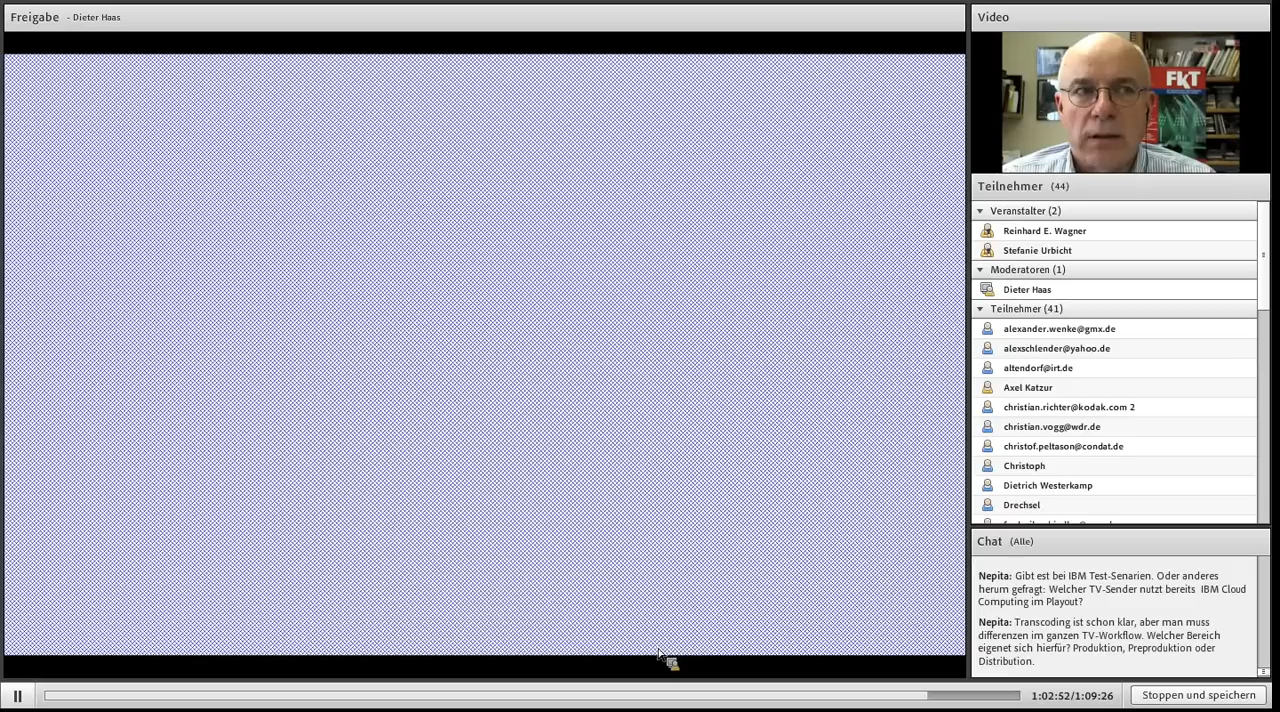 Freigabe - Dieter Haas
Video
FKT
Teilnehmer (44)
Veranstalter (2)
Reinhard E. Wagner
Stefanie Urbicht
Moderatoren (1)
Dieter Haas
Teilnehmer (41)
alexander.wenke@gmx.de
alexschlender@yahoo.de
altendorf@irt.de
Axel Katzur
christian.richter@kodak.com 2
christian.vogg@wdr.de
christof.peltason@condat.de
Christoph
Dietrich Westerkamp
Drechsel
Chat (Alle)
Nepita: Gibt est bei IBM Test-Senarien. Oder anderes
herum gefragt: Welcher TV-Sender nutzt bereits IBM Cloud
Computing im Playout?
Nepita: Transcoding ist schon klar, aber man muss
differenzen im ganzen TV-Workflow. Welcher Bereich
eigenet sich hierfür? Produktion, Preproduktion oder
Distribution.
1:02:52/1:09:26
Stoppen und speichern